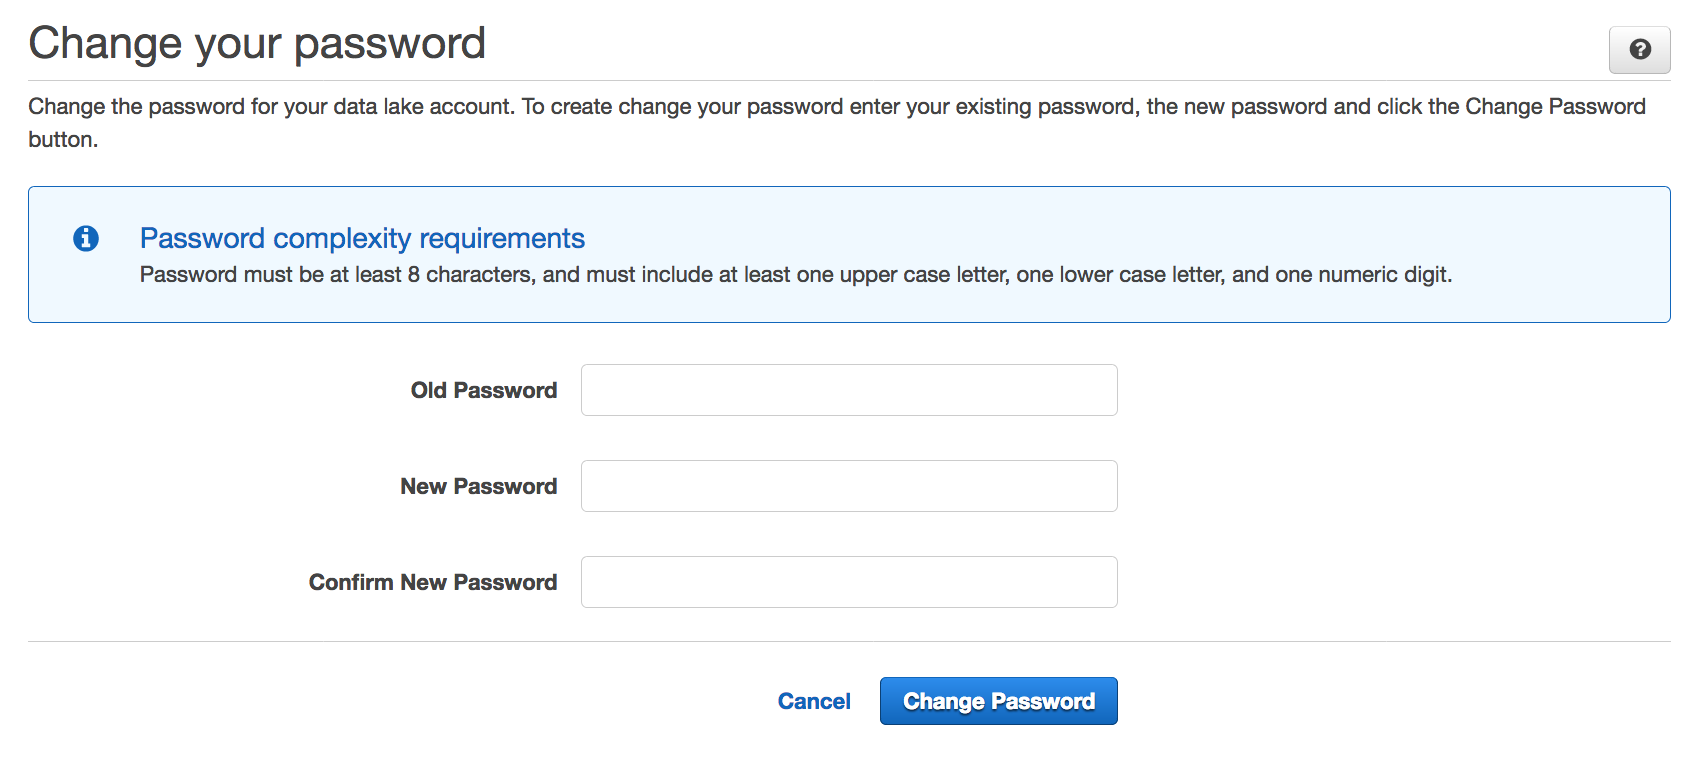 Change your password
Change the password for your data lake account. To create change your password enter your existing password, the new password and click the Change Password
button.
Password complexity requirements
Password must be at least 8 characters, and must include at least one upper case letter, one lower case letter, and one numeric digit.
Old Password
New Password
Confirm New Password
Cancel
Change Password